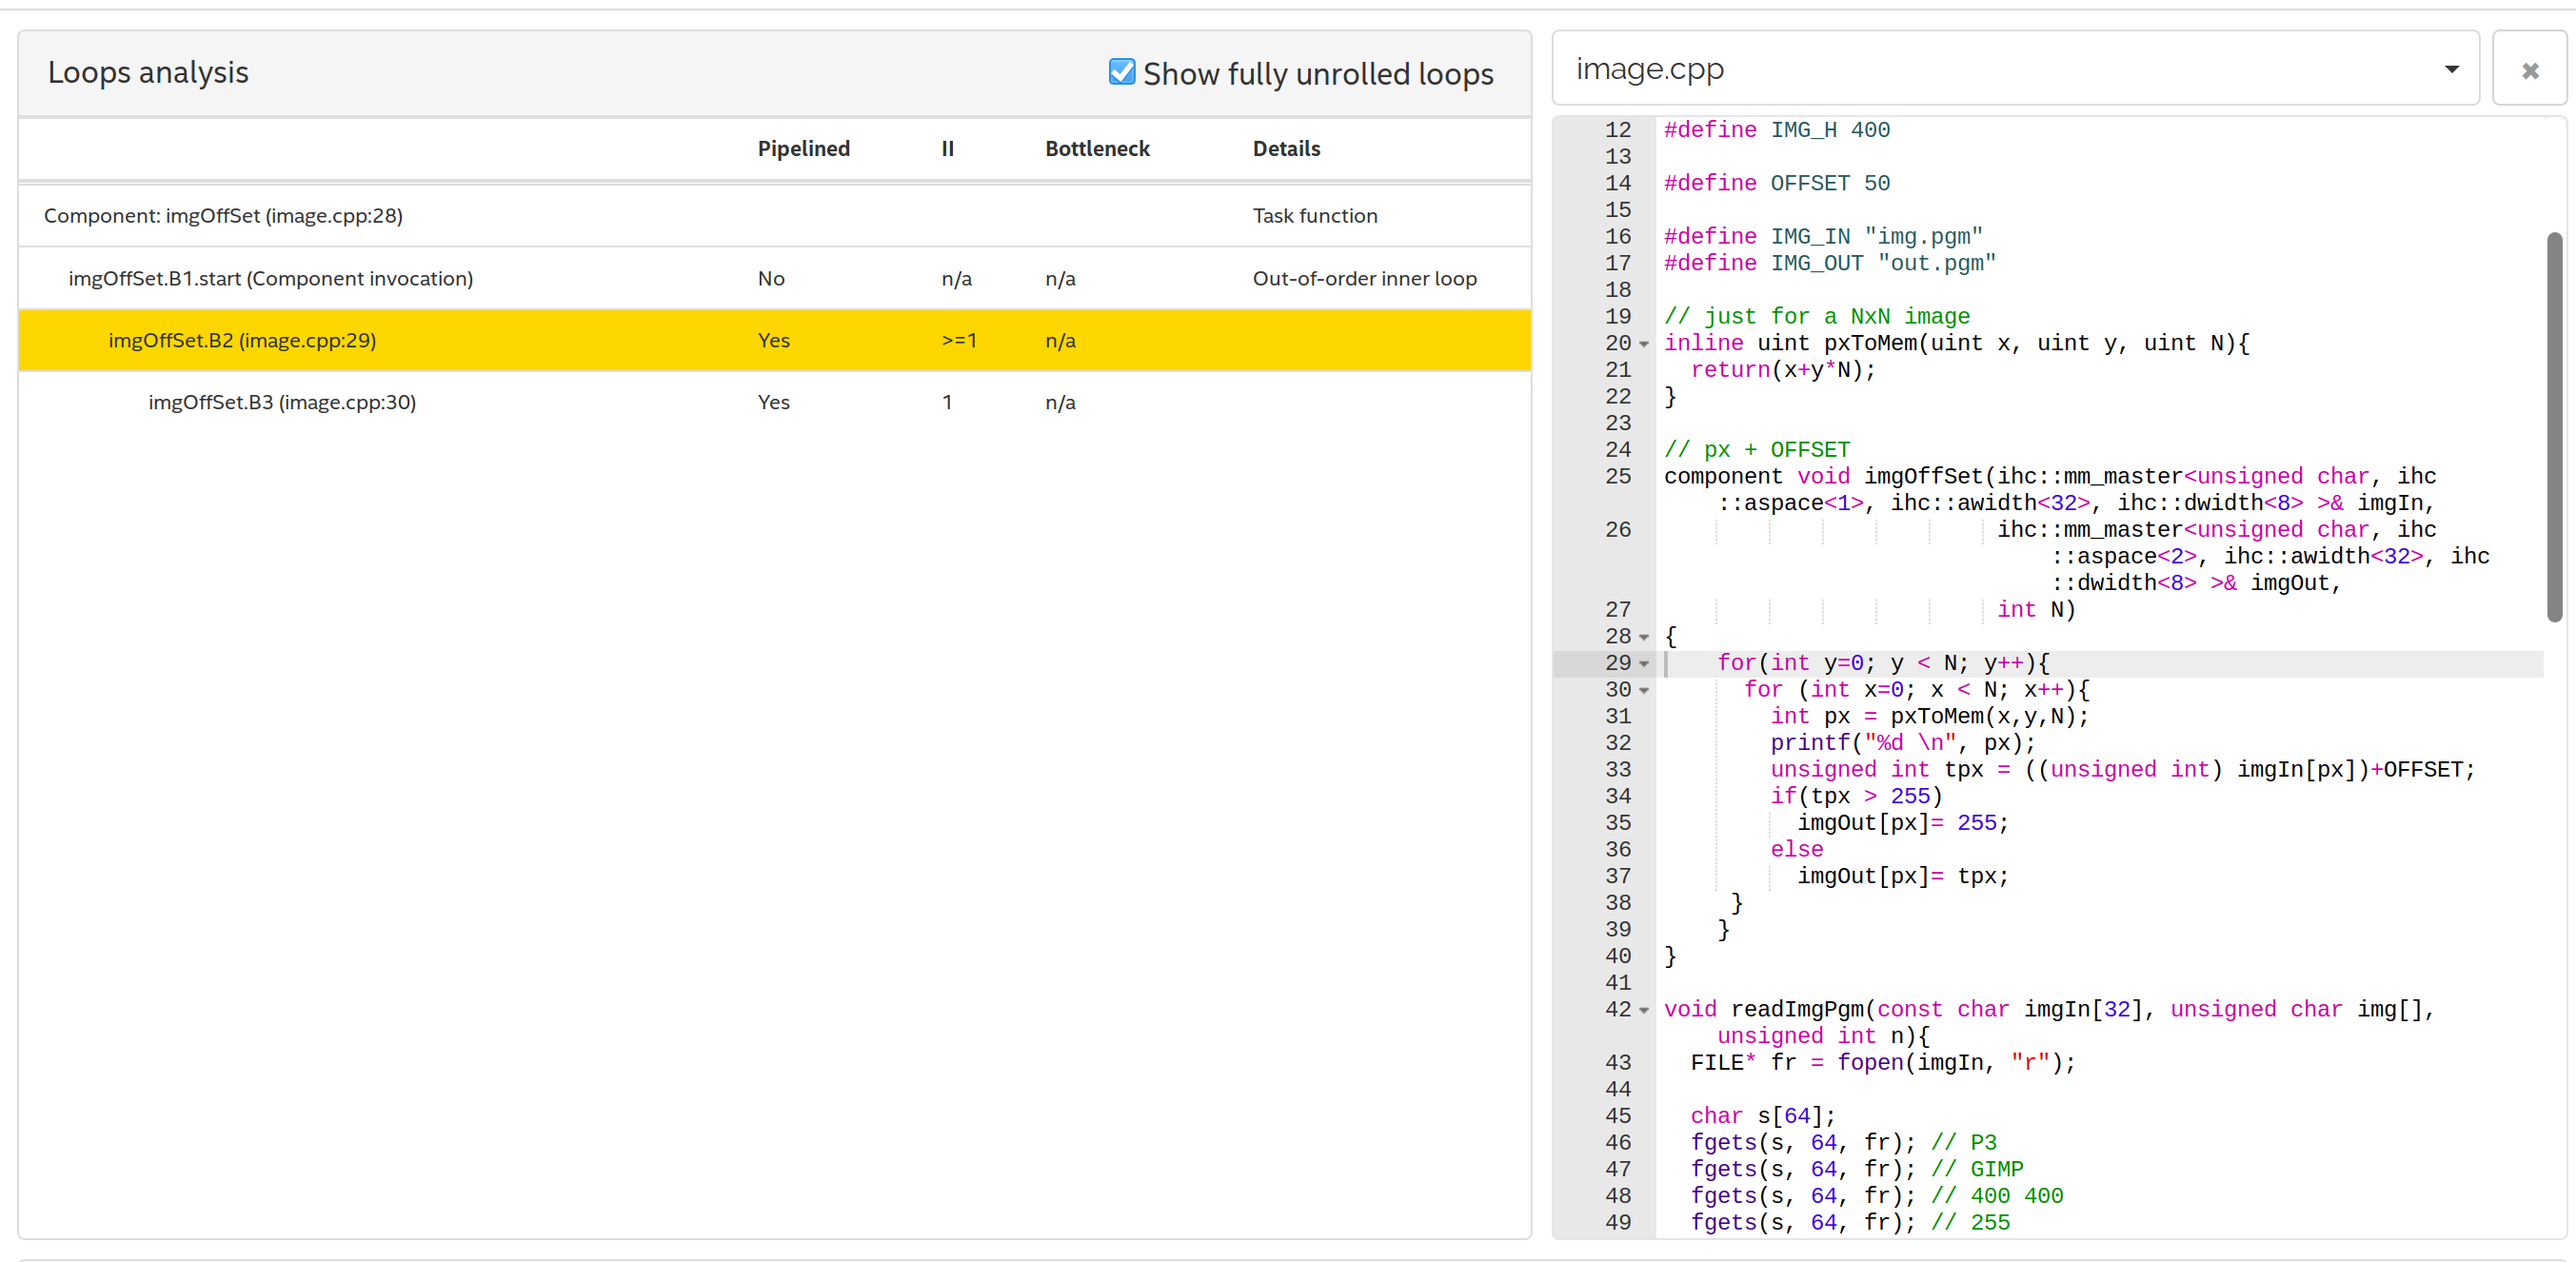 Loops analysis
Show fully unrolled loops
Pipelined II Bottleneck Details
Component: imgOffSet (image.cpp:28) Task function
imgOffSet.B1.start (Component invocation) No n/a n/a Out-of-order inner loop
imgOffSet.B2 (image.cpp:29) Yes >=1 n/a
imgOffSet.B3 (image.cpp:30) Yes 1 n/a
image.cpp
12 #define IMG_H 400
13
14 #define OFFSET 50
15
16 #define IMG_IN "img.pgm"
17 #define IMG_OUT "out.pgm"
18
19 // just for a NxN image
20 inline uint pxToMem(uint x, uint y, uint N){
21 return(x+y*N);
22 }
23
24 // px + OFFSET
25 component void imgOffSet(ihc::mm_master<unsigned char, ihc
::aspace<1>, ihc::awidth<32>, ihc::dwidth<8> >& imgIn,
26 ihc::mm_master<unsigned char, ihc
::aspace<2>, ihc::awidth<32>, ihc
::dwidth<8> >& imgOut,
27 int N)
28 {
29 for(int y=0; y < N; y++){
30 for (int x=0; x < N; x++){
31 int px = pxToMem(x,y,N);
32 printf("%d \n", px);
33 unsigned int tpx = ((unsigned int) imgIn[px])+OFFSET;
34 if(tpx > 255)
35 imgOut[px]= 255;
36 else
37 imgOut[px]= tpx;
38 }
39 }
40 }
41
42 void readImgPgm(const char imgIn[32], unsigned char img[],
unsigned int n){
43 FILE* fr = fopen(imgIn, "r");
44
45 char s[64];
46 fgets(s, 64, fr); // P3
47 fgets(s, 64, fr); // GIMP
48 fgets(s, 64, fr); // 400 400
49 fgets(s, 64, fr); // 255